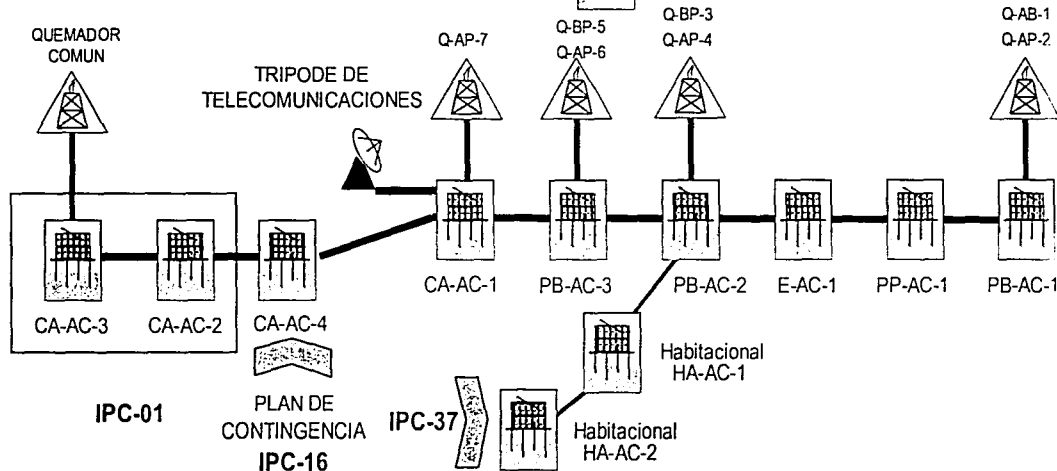 QUEMADOR
COMUN
TRIPODE DE
TELECOMUNICACIONES
Q-AP-7
Q-BP-5
Q-AP-6
Q-BP-3
Q-AP-4
Q-AB-1
Q-AP-2
CA-AC-3
CA-AC-2
CA-AC-4
CA-AC-1
PB-AC-3
PB-AC-2
E-AC-1
PP-AC-1
PB-AC-1
IPC-01
PLAN DE
CONTINGENCIA
IPC-16
IPC-37
Habitacional
HA-AC-1
Habitacional
HA-AC-2